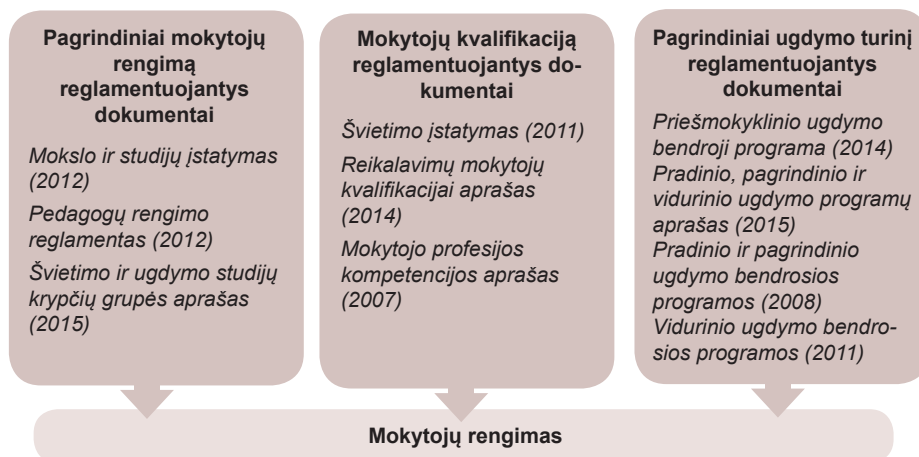 Pagrindiniai mokytojų
rengimą
reglamentuojantys
dokumentai
Mokslo ir studijų įstatymas
(2012)
Pedagogų rengimo
reglamentas (2012)
Švietimo ir ugdymo studijų
krypčių grupės aprašas
(2015)
Mokytojų kvalifikaciją
reglamentuojantys do-
kumentai
Švietimo įstatymas (2011)
Reikalavimų mokytojų
kvalifikacijai aprašas
(2014)
Mokytojo profesijos
kompetencijos aprašas
(2007)
Pagrindiniai ugdymo turinį
reglamentuojantys
dokumentai
Priešmokyklinio ugdymo
bendroji programa (2014)
Pradinio, pagrindinio ir
vidurinio ugdymo programų
aprašas (2015)
Pradinio ir pagrindinio
ugdymo bendrosios
programos (2008)
Vidurinio ugdymo bendro-
sios programos (2011)
Mokytojų rengimas